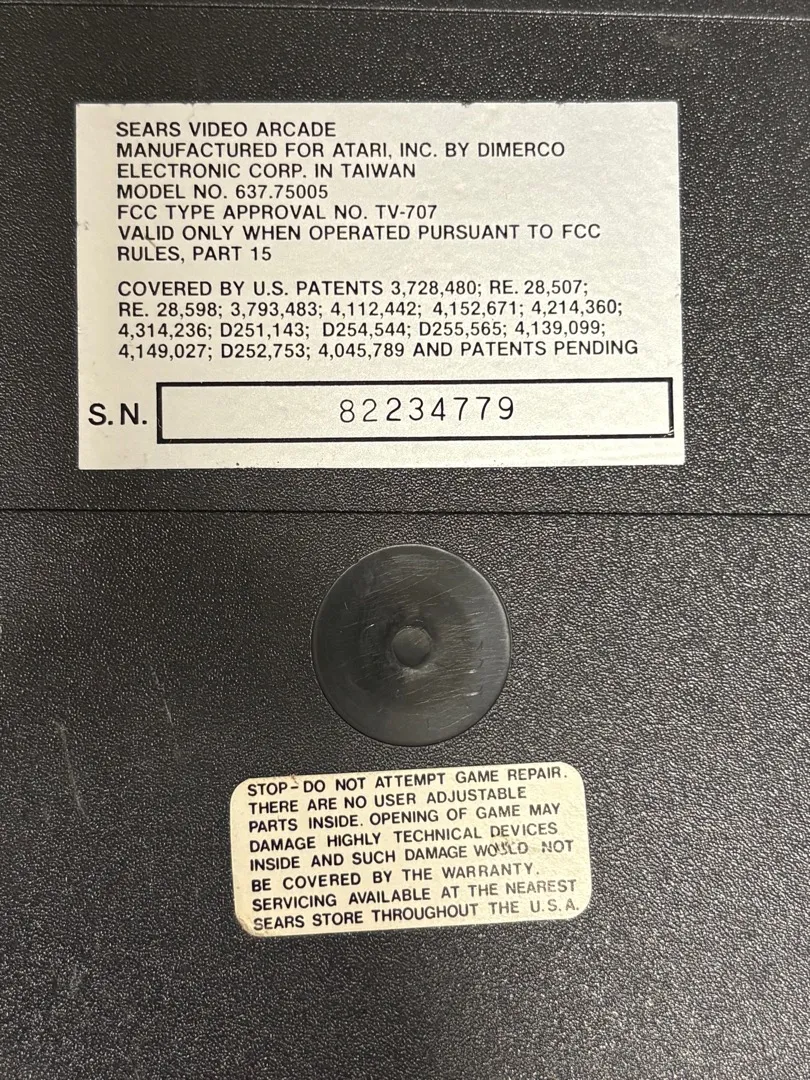 SEARS VIDEO ARCADE
MANUFACTURED FOR ATARI, INC. BY DIMERCO
ELECTRONIC CORP. IN TAIWAN
MODEL NO. 637.75005
FCC TYPE APPROVAL NO. TV-707
VALID ONLY WHEN OPERATED PURSUANT TO FCC
RULES, PART 15
COVERED BY U.S. PATENTS 3,728,480; RE. 28,507;
RE. 28,598; 3,793,483; 4,112,442; 4,152,671; 4,214,360;
4,314,236; D251,143; D254,544; D255,565; 4,139,099;
4,149,027; D252,753; 4,045,789 AND PATENTS PENDING
S.N. 82234779
STOP-DO NOT ATTEMPT GAME REPAIR.
THERE ARE NO USER ADJUSTABLE
PARTS INSIDE. OPENING OF GAME MAY
DAMAGE HIGHLY TECHNICAL DEVICES
INSIDE AND SUCH DAMAGE WOULD NOT
BE COVERED BY THE WARRANTY.
SERVICING AVAILABLE AT THE NEAREST
SEARS STORE THROUGHOUT THE U.S.A.